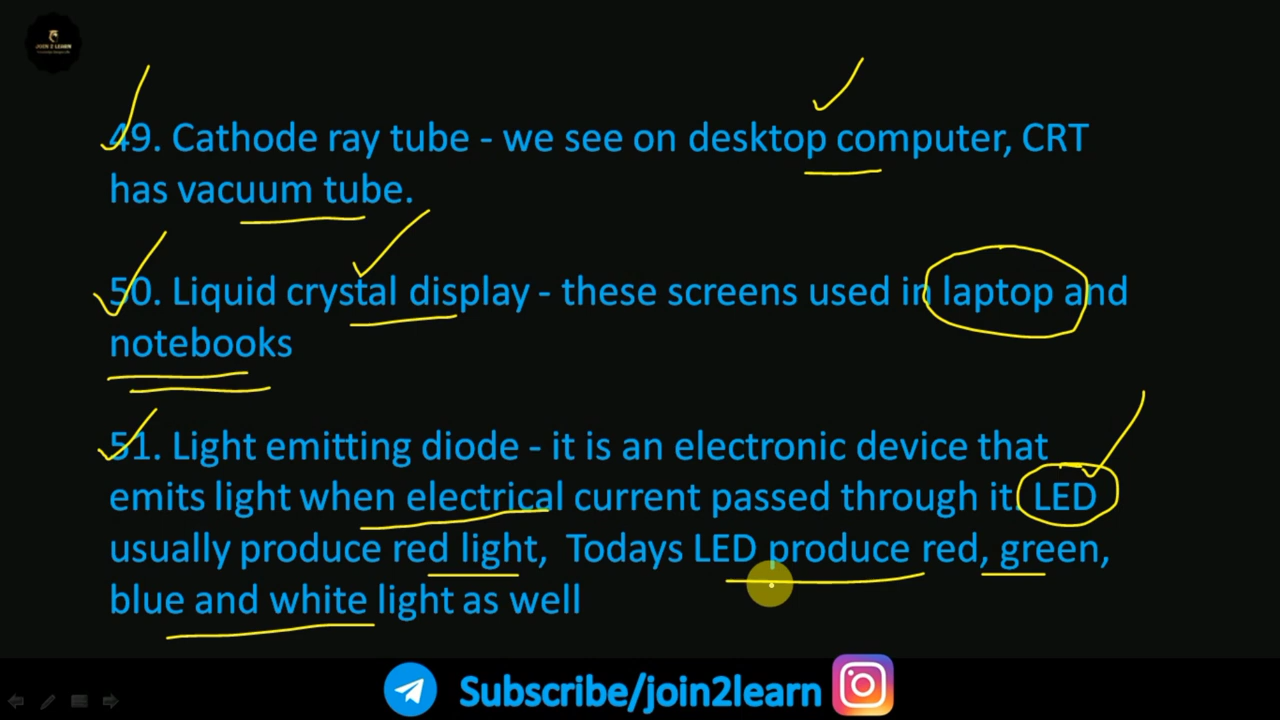 JOIN 2 LEARN
49. Cathode ray tube - we see on desktop computer, CRT
has vacuum tube.
50. Liquid crystal display - these screens used in laptop and
notebooks
51. Light emitting diode - it is an electronic device that
emits light when electrical current passed through it. LED
usually produce red light, Todays LED produce red, green,
blue and white light as well
Subscribe/join2learn